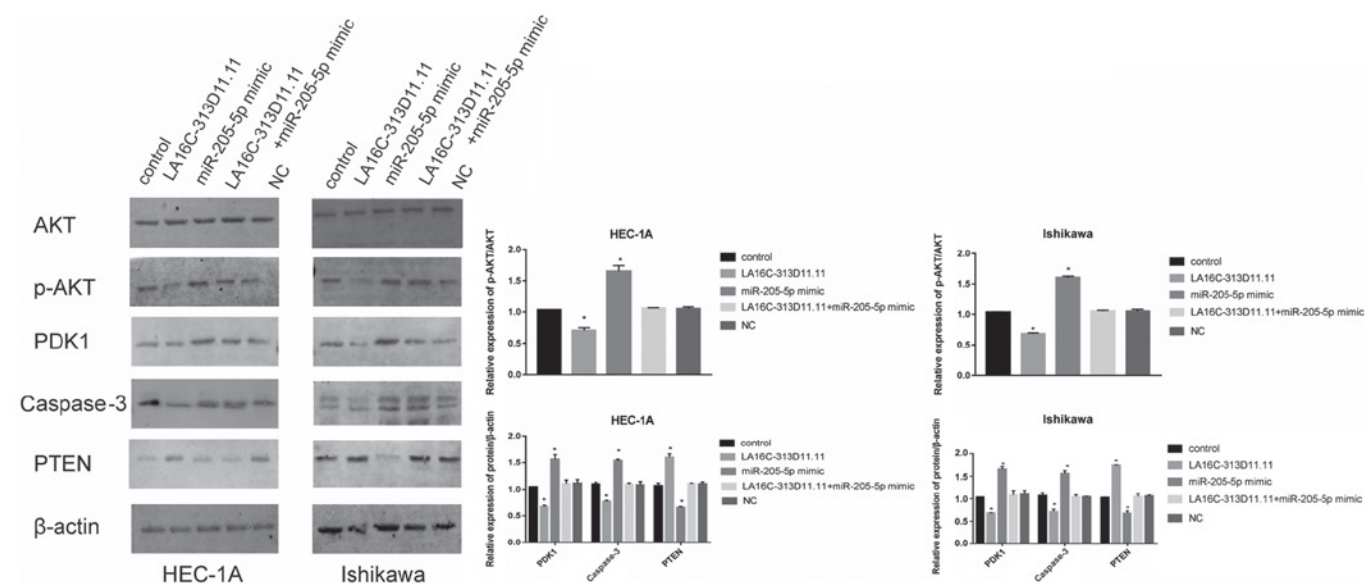 control
LA16C-313D11.11
miR-205-5p mimic
LA16C-313D11.11
+miR-205-5p mimic
NC
control
LA16C-313D11.11
miR-205-5p mimic
LA16C-313D11.11
+miR-205-5p mimic
NC
AKT
p-AKT
PDK1
Caspase-3
PTEN
β-actin
HEC-1A
Ishikawa
HEC-1A
Relative expression of p-AKT/AKT
2.0
1.5
1.0
0.5
0.0
*
*
control
LA16C-313D11.11
miR-205-5p mimic
LA16C-313D11.11+miR-205-5p mimic
NC
Ishikawa
Relative expression of p-AKT/AKT
2.0
1.5
1.0
0.5
0.0
*
*
control
LA16C-313D11.11
miR-205-5p mimic
LA16C-313D11.11+miR-205-5p mimic
NC
HEC-1A
Relative expression of protein/β-actin
2.0
1.5
1.0
0.5
0.0
*
*
*
*
*
*
PDK1
Caspase-3
PTEN
control
LA16C-313D11.11
miR-205-5p mimic
LA16C-313D11.11+miR-205-5p mimic
NC
Ishikawa
Relative expression of protein/β-actin
2.0
1.5
1.0
0.5
0.0
*
*
*
*
*
*
PDK1
Caspase-3
PTEN
control
LA16C-313D11.11
miR-205-5p mimic
LA16C-313D11.11+miR-205-5p mimic
NC